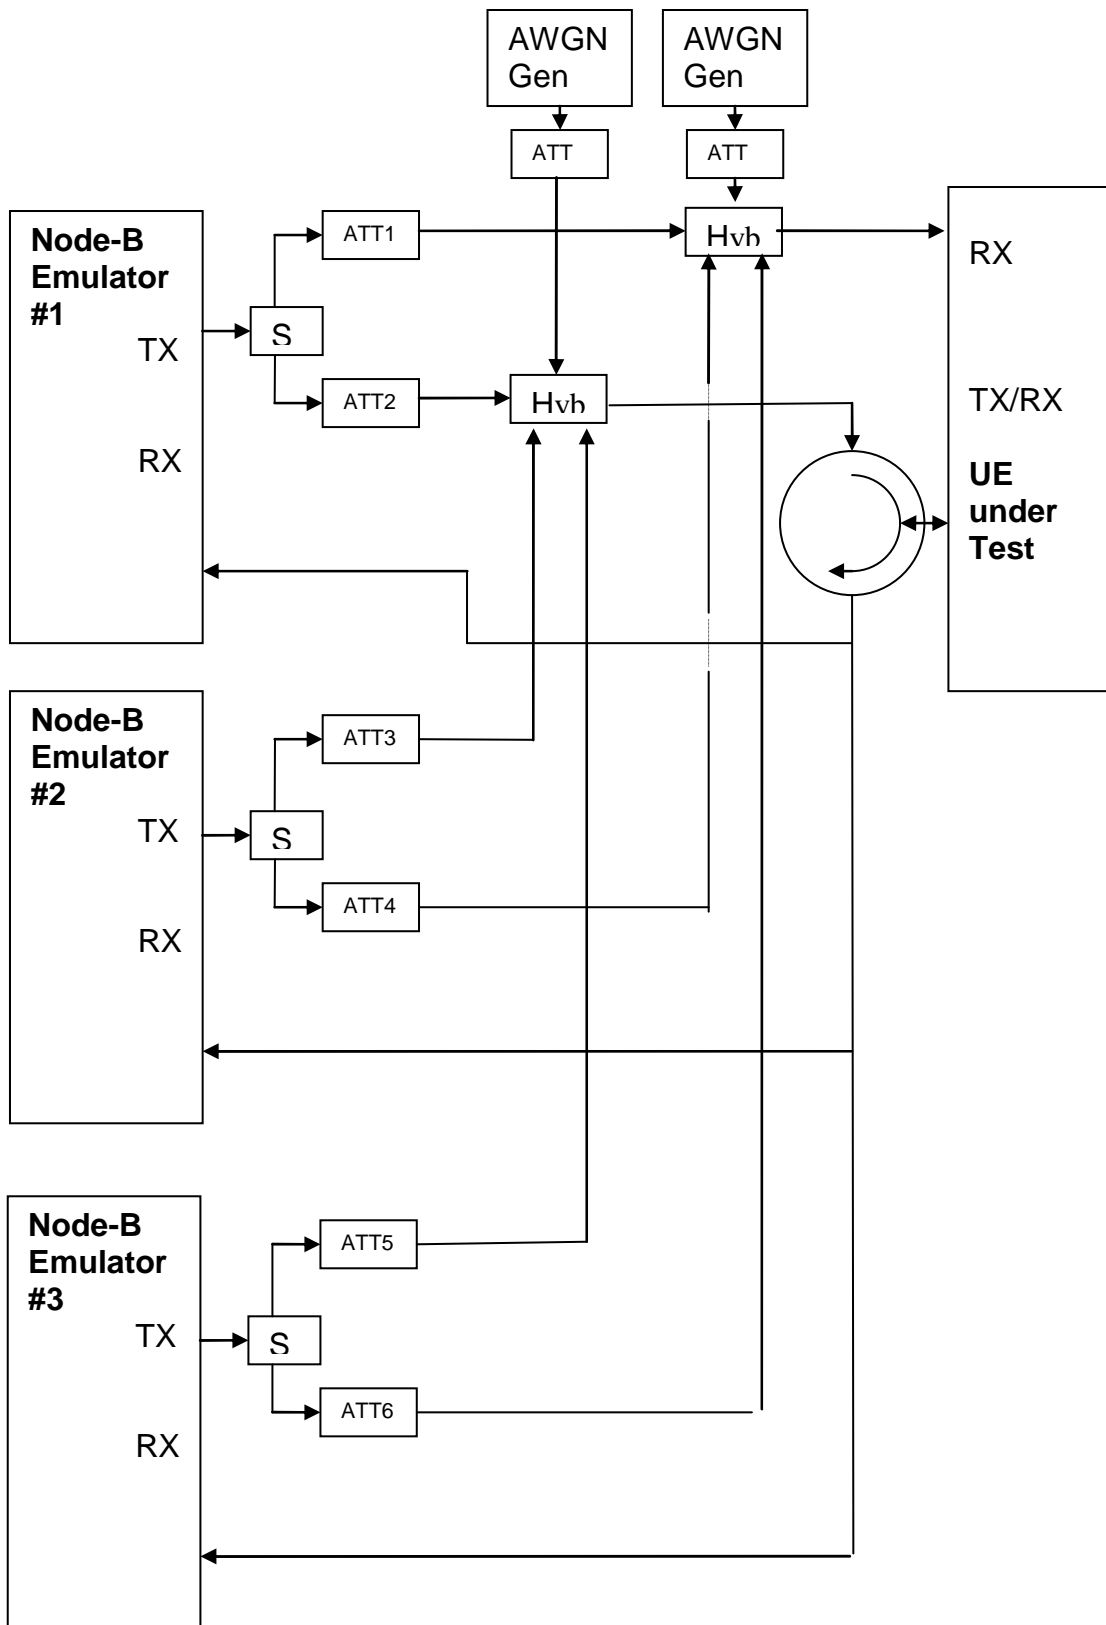 AWGN
Gen
AWGN
Gen
ATT
ATT
Node-B
Emulator
#1
TX
RX
ATT1
S
ATT2
Hyb
Hyb
RX
TX/RX
UE
under
Test
Node-B
Emulator
#2
TX
RX
ATT3
S
ATT4
Node-B
Emulator
#3
TX
RX
ATT5
S
ATT6